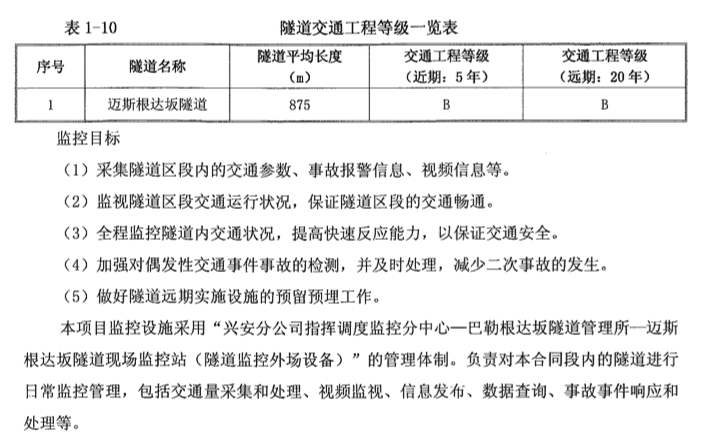 表 1-10 隧道交通工程等级一览表
序号 隧道名称 隧道平均长度（m） 交通工程等级（近期：5 年） 交通工程等级（远期：20 年）
1 迈斯根达坂隧道 875 B B
监控目标
（1）采集隧道区段内的交通参数、事故报警信息、视频信息等。
（2）监视隧道区段交通运行状况，保证隧道区段的交通畅通。
（3）全程监控隧道内交通状况，提高快速反应能力，以保证交通安全。
（4）加强对偶发性交通事件事故的检测，并及时处理，减少二次事故的发生。
（5）做好隧道远期实施设施的预留预埋工作。
本项目监控设施采用“兴安分公司指挥调度监控分中心—巴勒根达坂隧道管理所—迈斯
根达坂隧道现场监控站（隧道监控外场设备）”的管理体制。负责对本合同段内的隧道进行
日常监控管理，包括交通量采集和处理、视频监视、信息发布、数据查询、事故事件响应和
处理等。